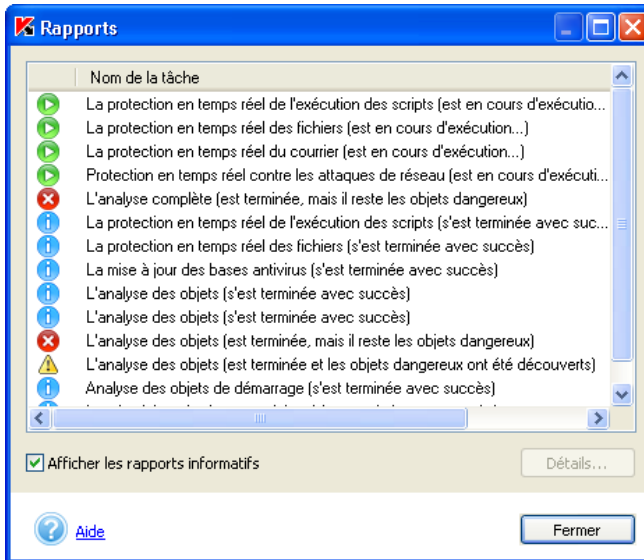 Rapports
Nom de la tâche
La protection en temps réel de l'exécution des scripts (est en cours d'exécutio...
La protection en temps réel des fichiers (est en cours d'exécution...)
La protection en temps réel du courrier (est en cours d'exécution...)
Protection en temps réel contre les attaques de réseau (est en cours d'exécuti...
L'analyse complète (est terminée, mais il reste les objets dangereux)
La protection en temps réel de l'exécution des scripts (s'est terminée avec suc...
La protection en temps réel des fichiers (s'est terminée avec succès)
La mise à jour des bases antivirus (s'est terminée avec succès)
L'analyse des objets (s'est terminée avec succès)
L'analyse des objets (s'est terminée avec succès)
L'analyse des objets (est terminée, mais il reste les objets dangereux)
L'analyse des objets (est terminée et les objets dangereux ont été découverts)
Analyse des objets de démarrage (s'est terminée avec succès)
Afficher les rapports informatifs
Détails...
Aide
Fermer